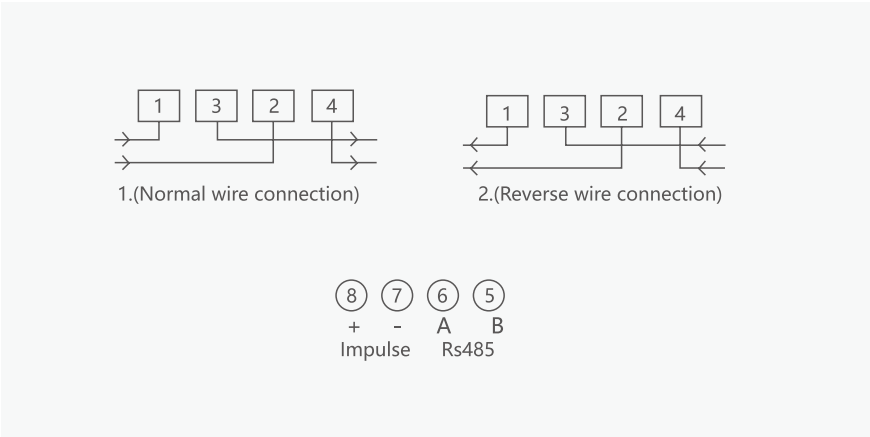 1 3 2 4
1 3 2 4
1.(Normal wire connection)
2.(Reverse wire connection)
8 7 6 5
+ - A B
Impulse Rs485